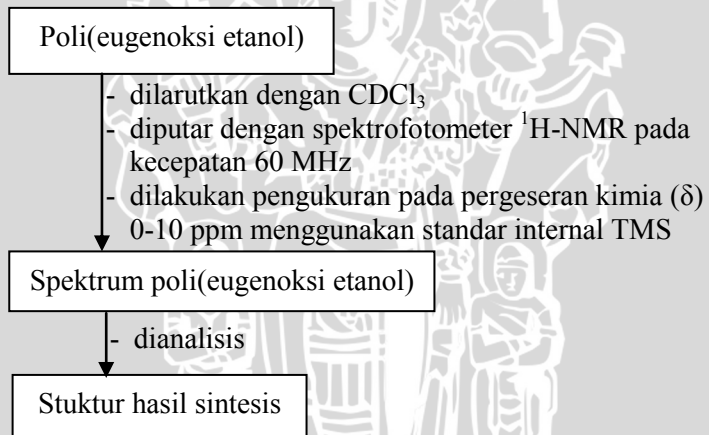 Poli(eugenoksi etanol)
- dilarutkan dengan CDCl₃
- diputar dengan spektrofotometer ¹H-NMR pada
kecepatan 60 MHz
- dilakukan pengukuran pada pergeseran kimia (δ)
0-10 ppm menggunakan standar internal TMS
Spektrum poli(eugenoksi etanol)
- dianalisis
Stuktur hasil sintesis